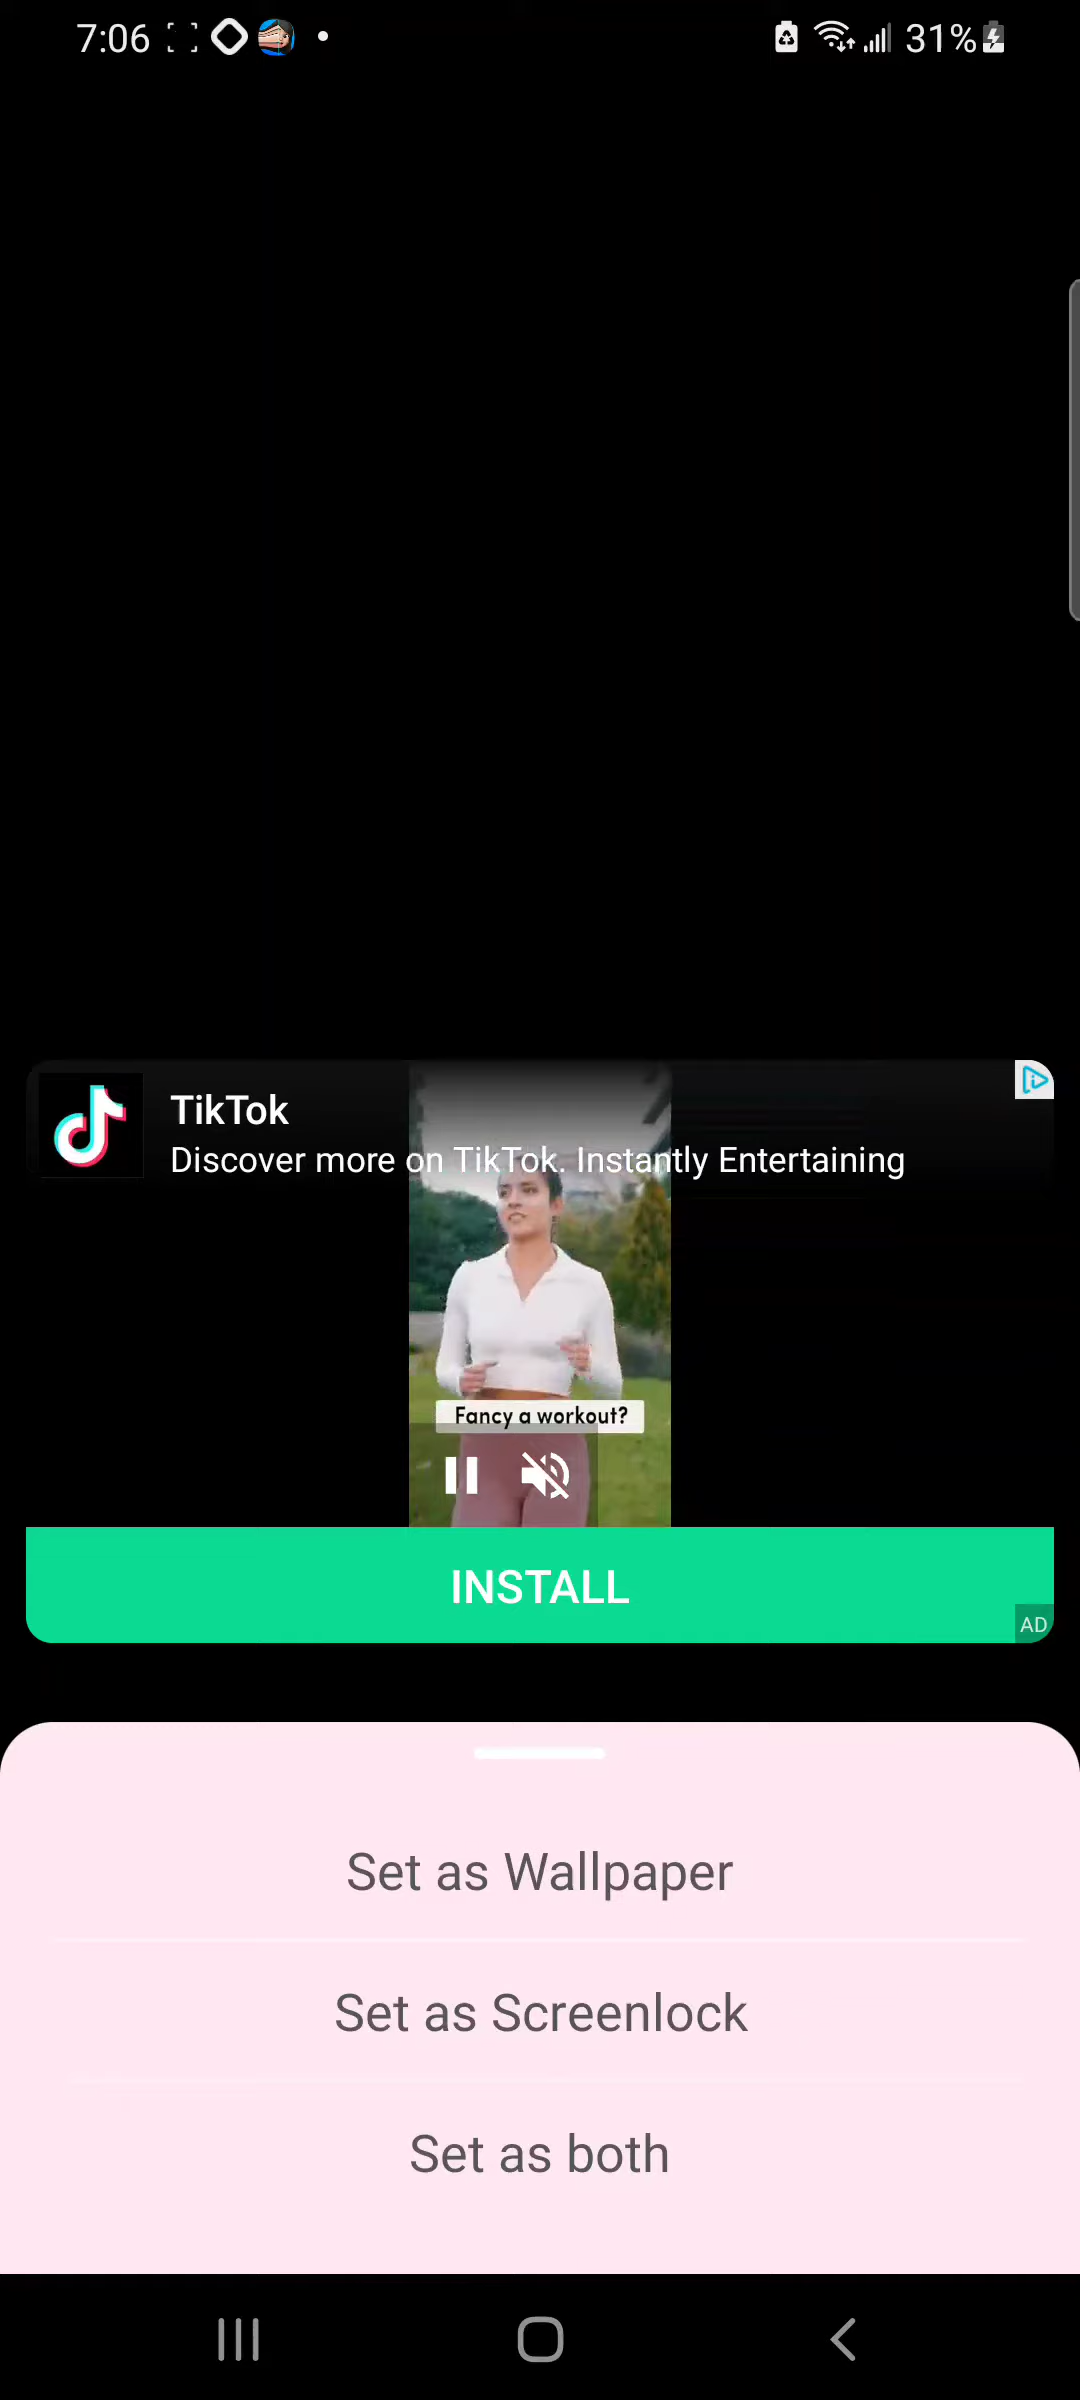 7:06
31%
TikTok
Discover more on TikTok. Instantly Entertaining
Fancy a workout?
INSTALL
AD
Set as Wallpaper
Set as Screenlock
Set as both